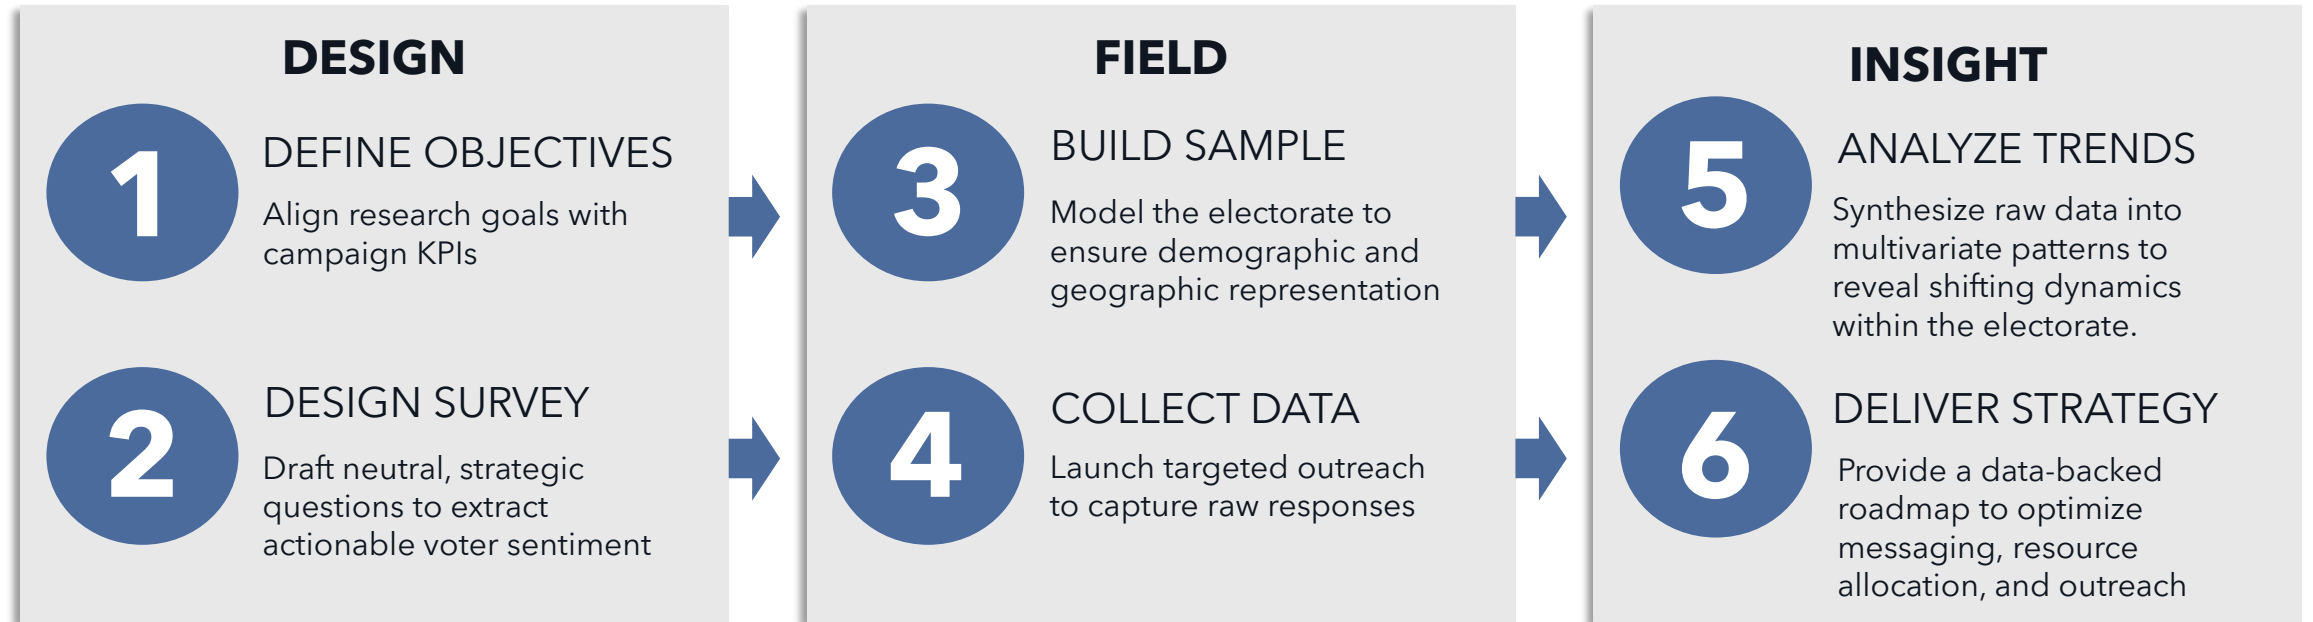 DESIGN
1
DEFINE OBJECTIVES
Align research goals with
campaign KPIs
2
DESIGN SURVEY
Draft neutral, strategic
questions to extract
actionable voter sentiment
FIELD
3
BUILD SAMPLE
Model the electorate to
ensure demographic and
geographic representation
4
COLLECT DATA
Launch targeted outreach
to capture raw responses
INSIGHT
5
ANALYZE TRENDS
Synthesize raw data into
multivariate patterns to
reveal shifting dynamics
within the electorate.
6
DELIVER STRATEGY
Provide a data-backed
roadmap to optimize
messaging, resource
allocation, and outreach